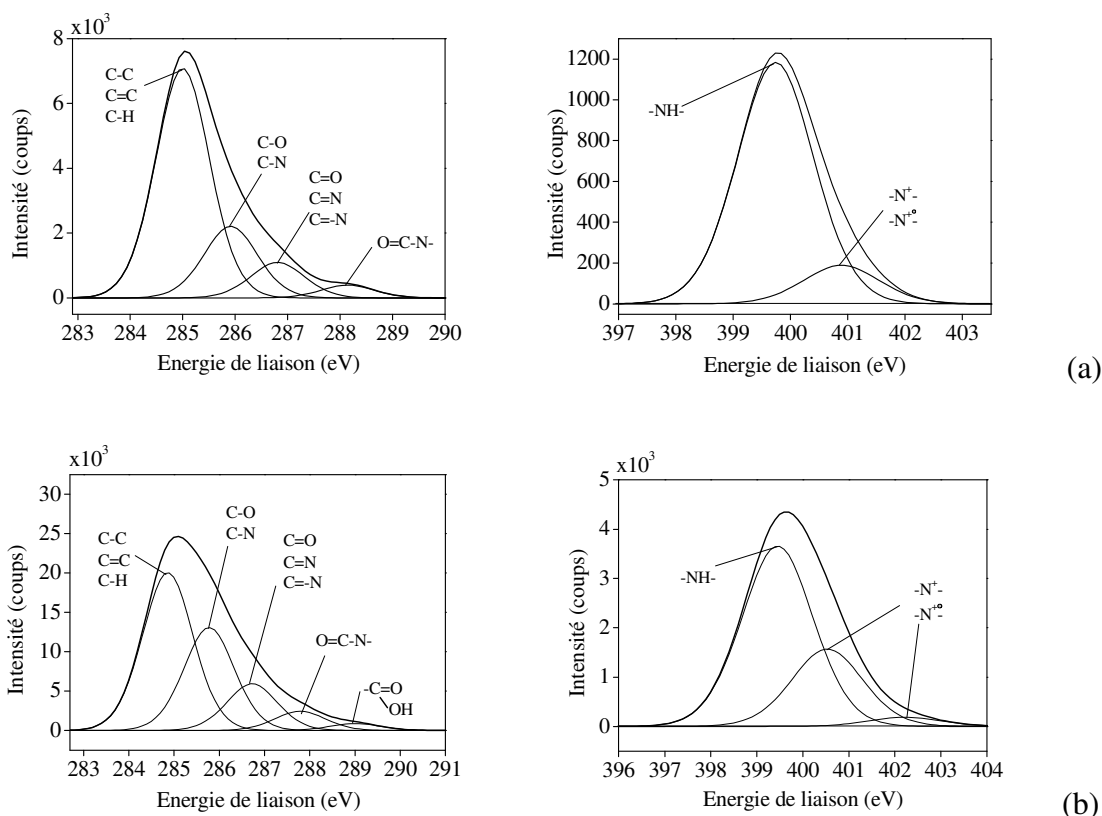 x10³
8
6
4
2
0
Intensité (coups)
C-C
C=C
C-H
C-O
C-N
C=O
C=N
C=-N
O=C-N-
283 284 285 286 287 288 289 290
Energie de liaison (eV)
1200
1000
800
600
400
200
0
Intensité (coups)
-NH-
-N⁺-
-N⁺°-
397 398 399 400 401 402 403
Energie de liaison (eV)
(a)
x10³
30
25
20
15
10
5
0
Intensité (coups)
C-C
C=C
C-H
C-O
C-N
C=O
C=N
C=-N
O=C-N-
-C=O
OH
283 284 285 286 287 288 289 290 291
Energie de liaison (eV)
x10³
5
4
3
2
1
0
Intensité (coups)
-NH-
-N⁺-
-N⁺°-
396 397 398 399 400 401 402 403 404
Energie de liaison (eV)
(b)